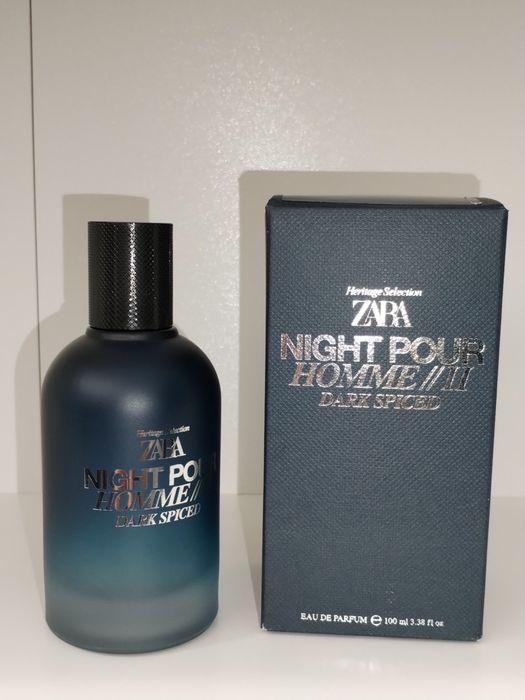 Heritage Selection
ZARA
NIGHT POUR
HOMME//
DARK SPICED
Heritage Selection
ZARA
NIGHT POUR
HOMME//II
DARK SPICED
EAU DE PARFUM ℮ 100 ml 3.38 fl oz